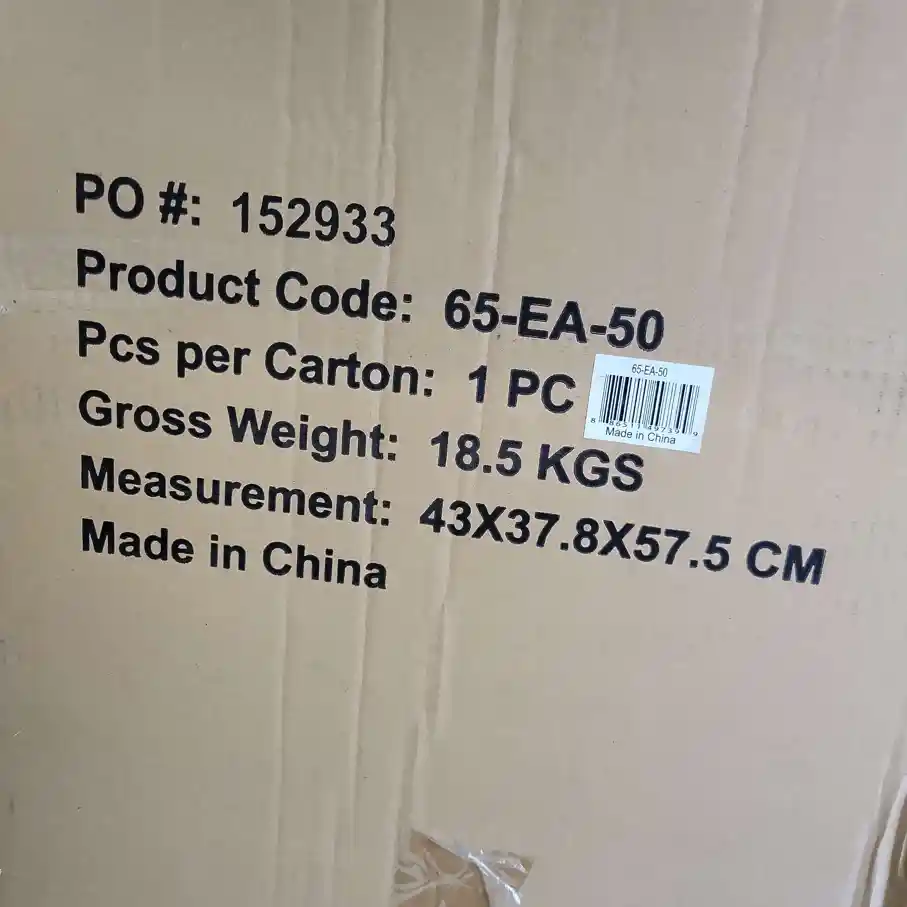 PO #: 152933
Product Code: 65-EA-50
Pcs per Carton: 1 PC
65-EA-50
Made in China
Gross Weight: 18.5 KGS
Measurement: 43X37.8X57.5 CM
Made in China